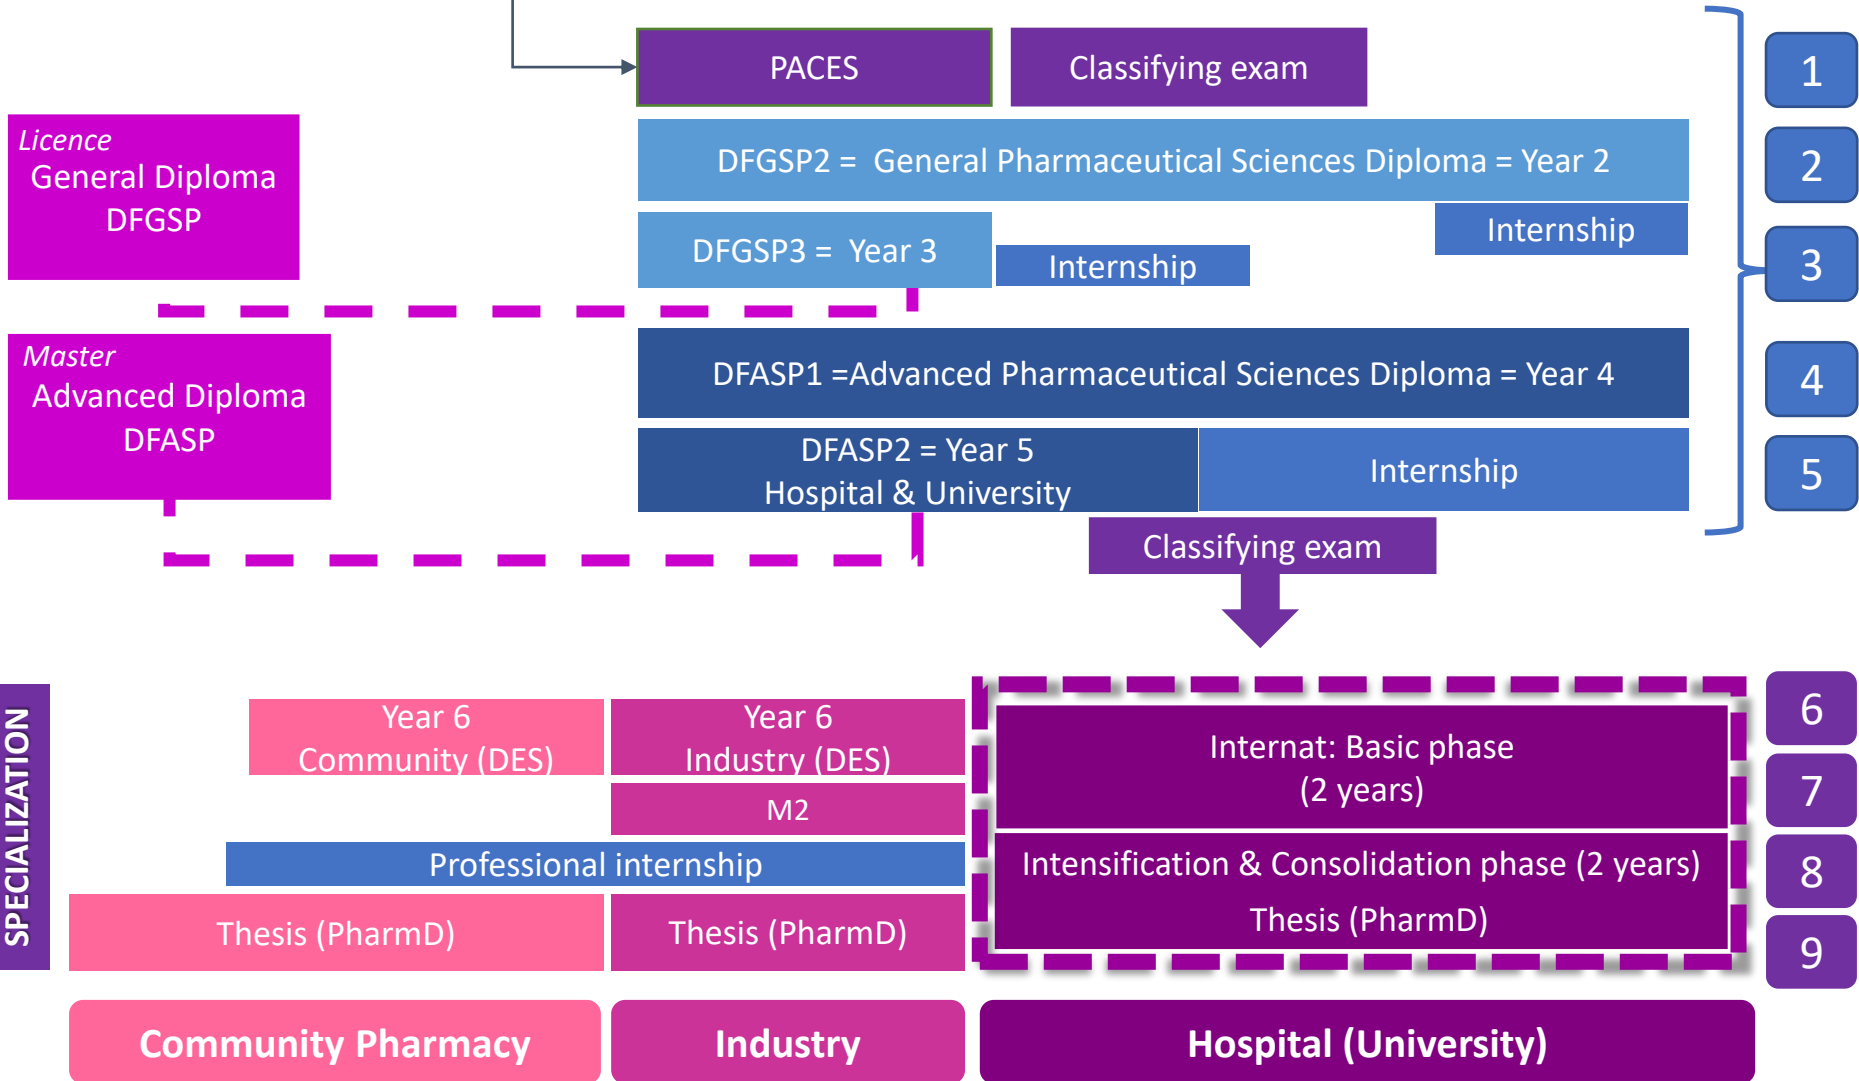 PACES
Classifying exam
1
Licence
General Diploma
DFGSP
DFGSP2 = General Pharmaceutical Sciences Diploma = Year 2
2
Internship
DFGSP3 = Year 3
Internship
3
Master
Advanced Diploma
DFASP
DFASP1 =Advanced Pharmaceutical Sciences Diploma = Year 4
4
DFASP2 = Year 5
Hospital & University
Internship
5
Classifying exam
SPECIALIZATION
Year 6
Community (DES)
Year 6
Industry (DES)
Internat: Basic phase
(2 years)
6
M2
7
Professional internship
Intensification & Consolidation phase (2 years)
Thesis (PharmD)
8
Thesis (PharmD)
Thesis (PharmD)
9
Community Pharmacy
Industry
Hospital (University)